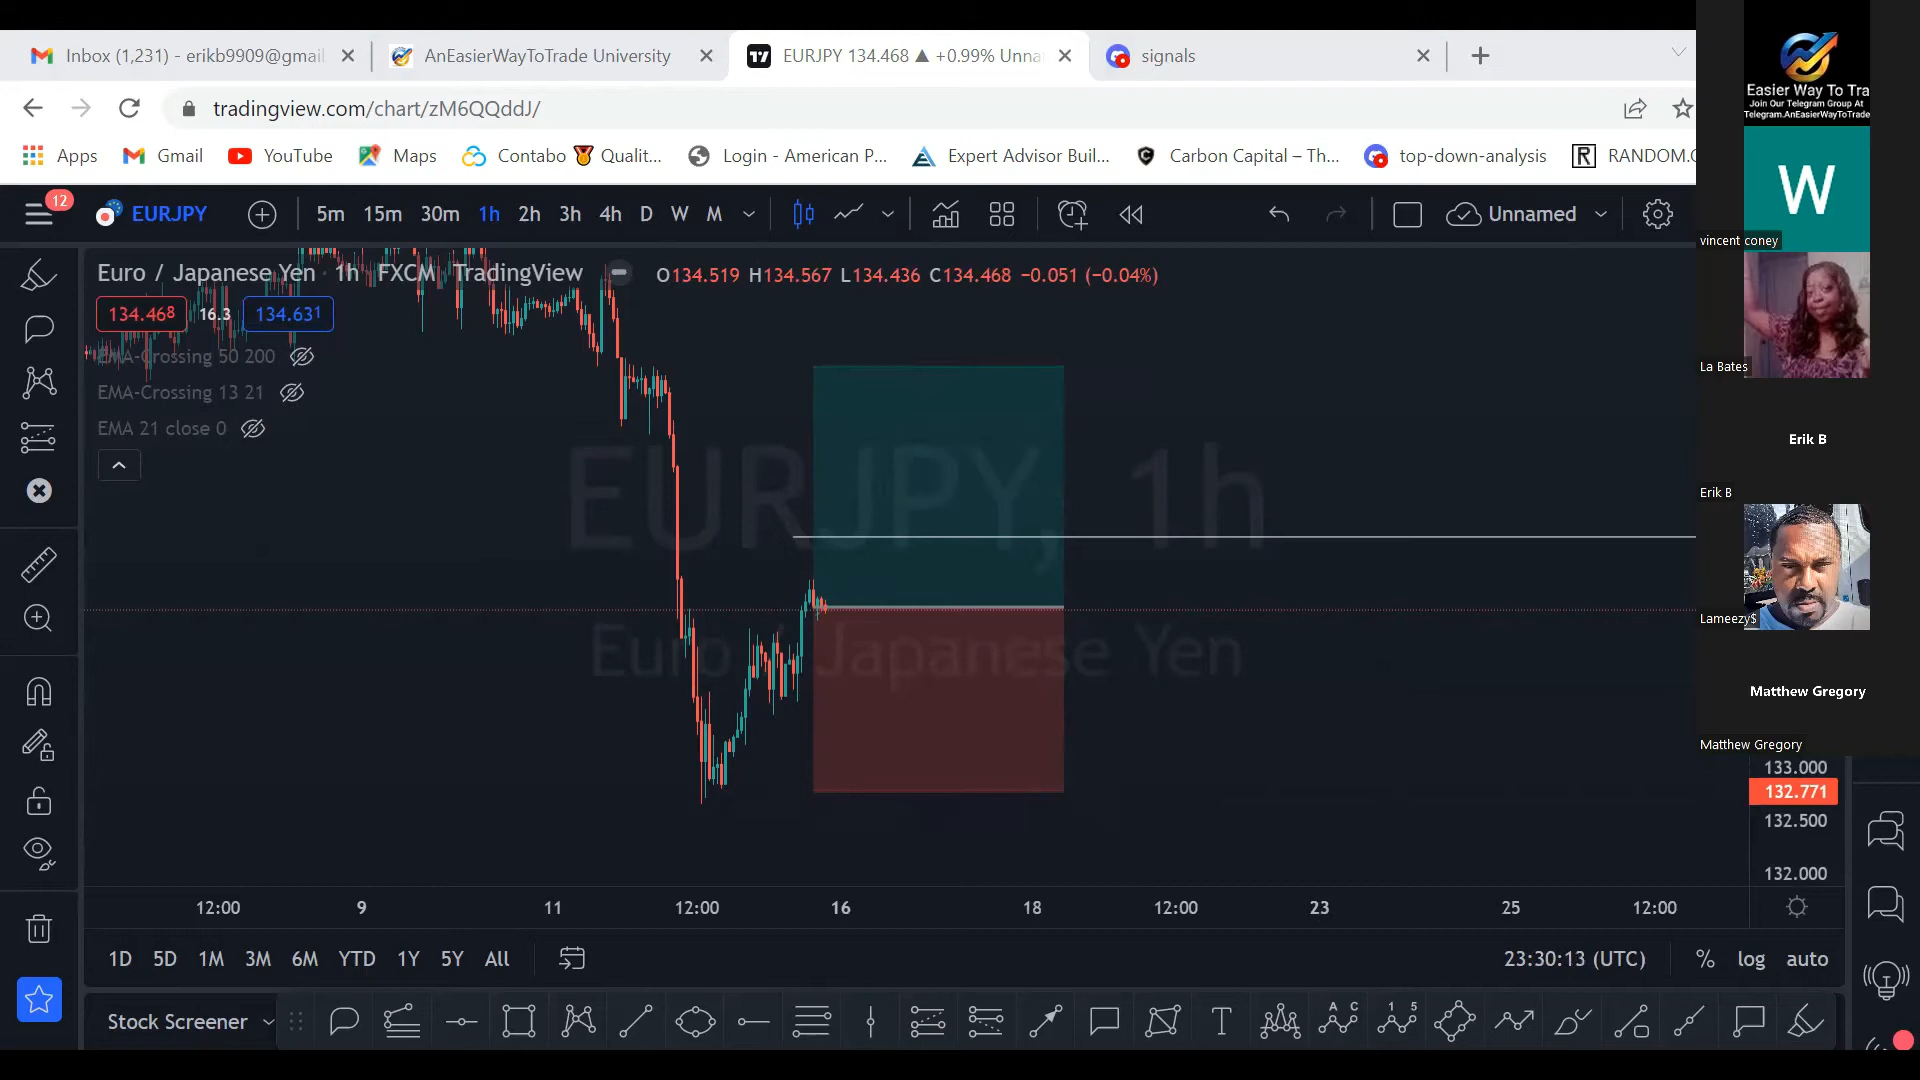 Inbox (1,231) - erikb9909@gmail
AnEasierWayToTrade University
EURJPY 134.468 ▲ +0.99% Unna
signals
tradingview.com/chart/zM6QQddJ/
Apps
Gmail
YouTube
Maps
Contabo
Qualit...
Login - American P...
Expert Advisor Buil...
Carbon Capital – Th...
top-down-analysis
RANDOM.
12
EURJPY
5m 15m 30m 1h 2h 3h 4h D W M
Unnamed
Euro / Japanese Yen · 1h · FXCM · TradingView
O134.519 H134.567 L134.436 C134.468 −0.051 (−0.04%)
134.468 16.3 134.631
EMA-Crossing 50 200
EMA-Crossing 13 21
EMA 21 close 0
EURJPY, 1h
Euro / Japanese Yen
133.000
132.771
132.500
132.000
12:00 9 11 12:00 16 18 12:00 23 25 12:00
1D 5D 1M 3M 6M YTD 1Y 5Y All
23:30:13 (UTC)
% log auto
Stock Screener
Easier Way To Tra
Join Our Telegram Group At
Telegram.AnEasierWayToTrade
W
vincent coney
La Bates
Erik B
Erik B
Lameezy$
Matthew Gregory
Matthew Gregory